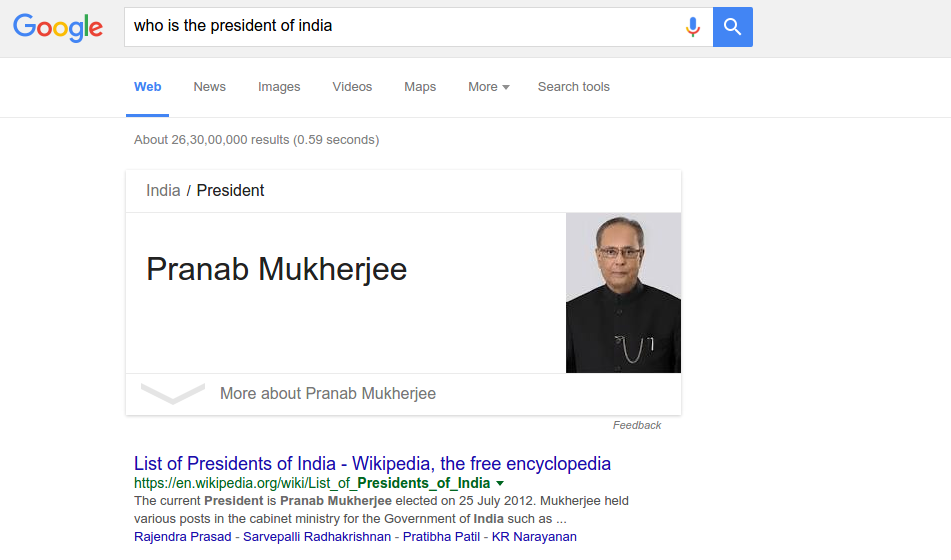 Google
who is the president of india
Web News Images Videos Maps More Search tools
About 26,30,00,000 results (0.59 seconds)
India / President
Pranab Mukherjee
More about Pranab Mukherjee
Feedback
List of Presidents of India - Wikipedia, the free encyclopedia
https://en.wikipedia.org/wiki/List_of_Presidents_of_India
The current President is Pranab Mukherjee elected on 25 July 2012. Mukherjee held
various posts in the cabinet ministry for the Government of India such as ...
Rajendra Prasad - Sarvepalli Radhakrishnan - Pratibha Patil - KR Narayanan